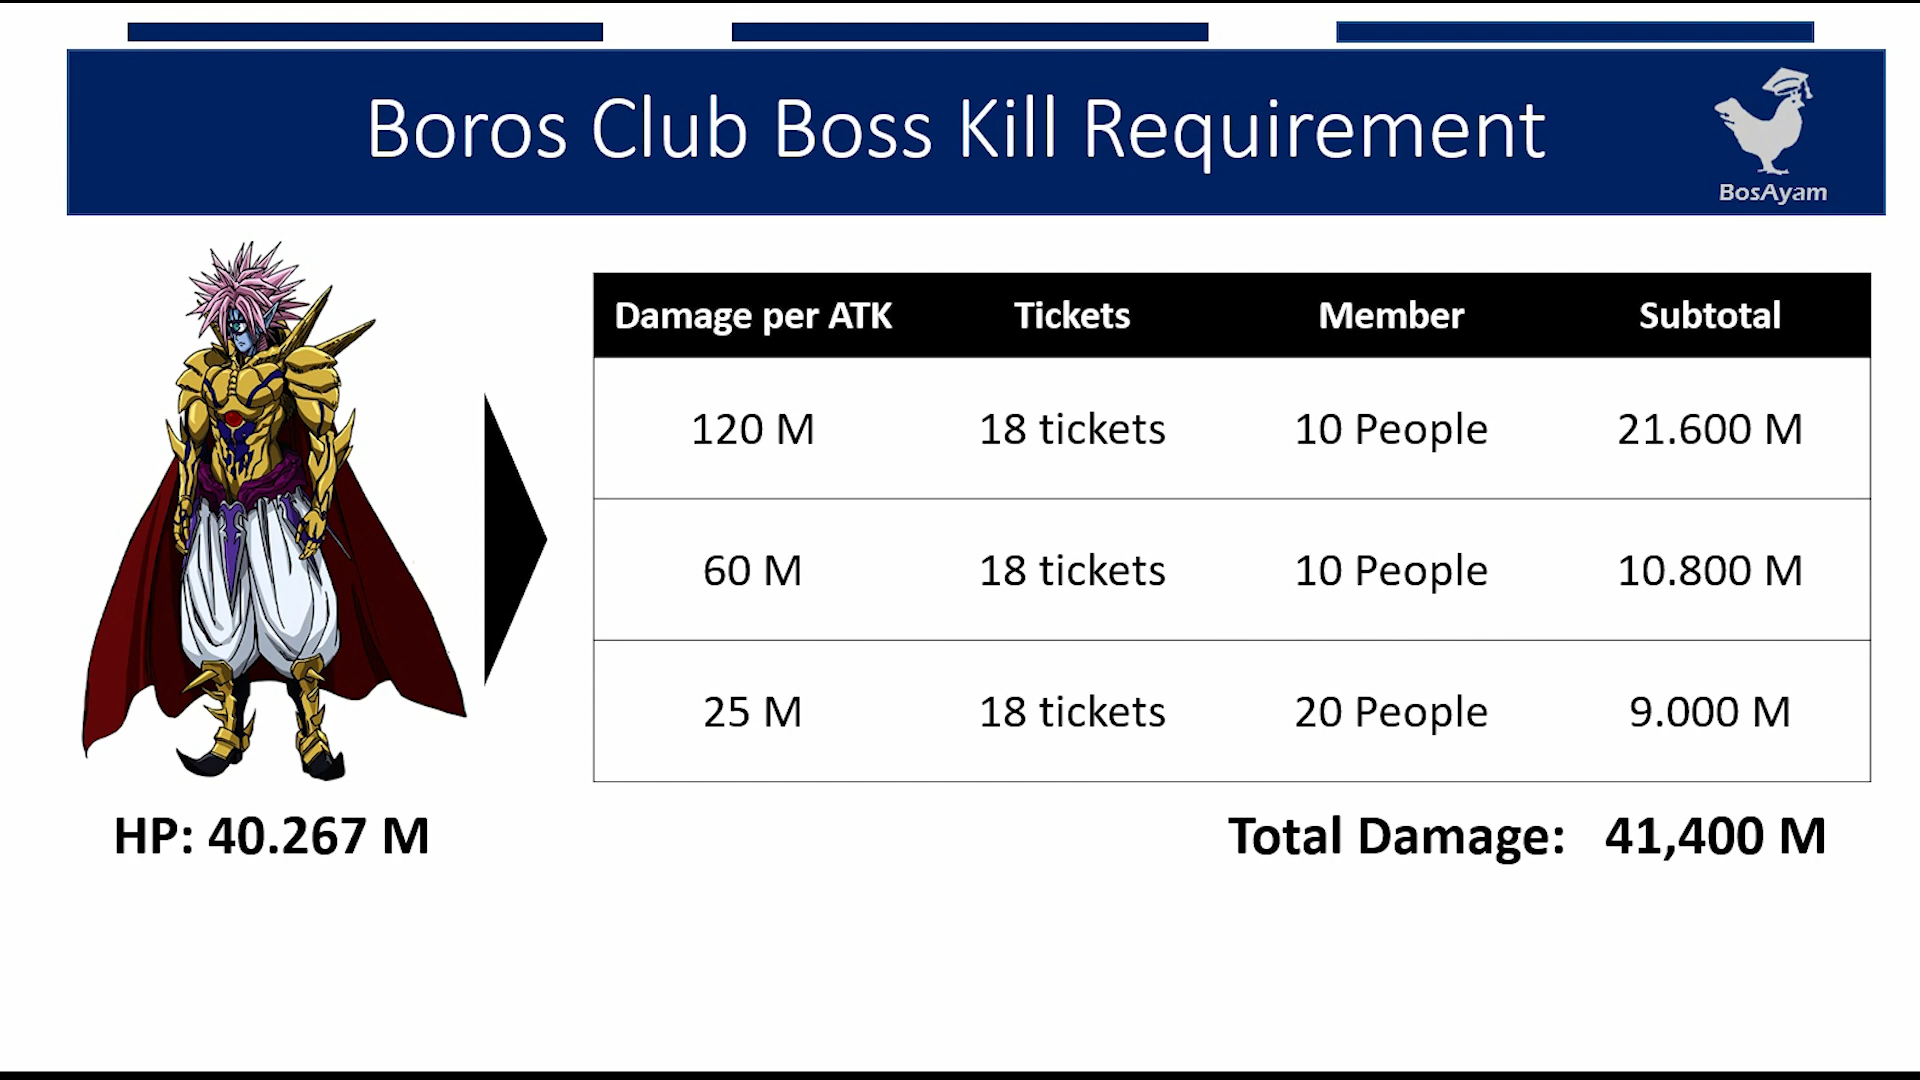 Boros Club Boss Kill Requirement
BosAyam
Damage per ATK Tickets Member Subtotal
120 M 18 tickets 10 People 21.600 M
60 M 18 tickets 10 People 10.800 M
25 M 18 tickets 20 People 9.000 M
HP: 40.267 M
Total Damage: 41,400 M